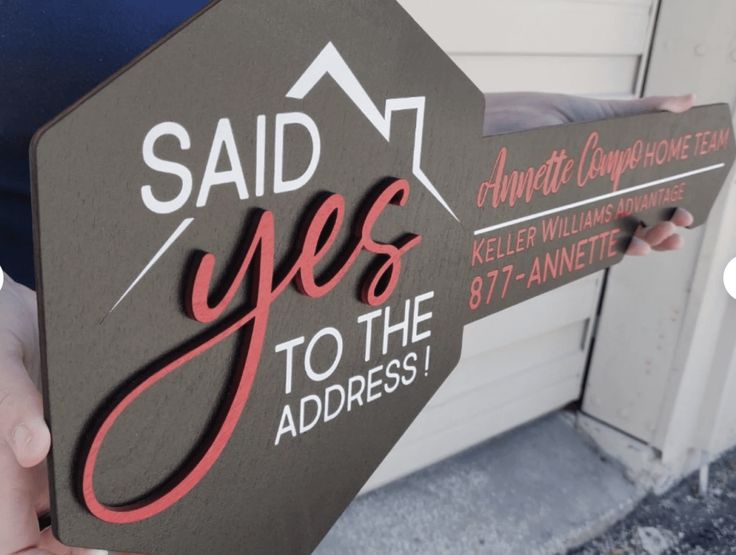 SAID
yes
TO THE
ADDRESS!
Annette Compo HOME TEAM
KELLER WILLIAMS ADVANTAGE
877-ANNETTE